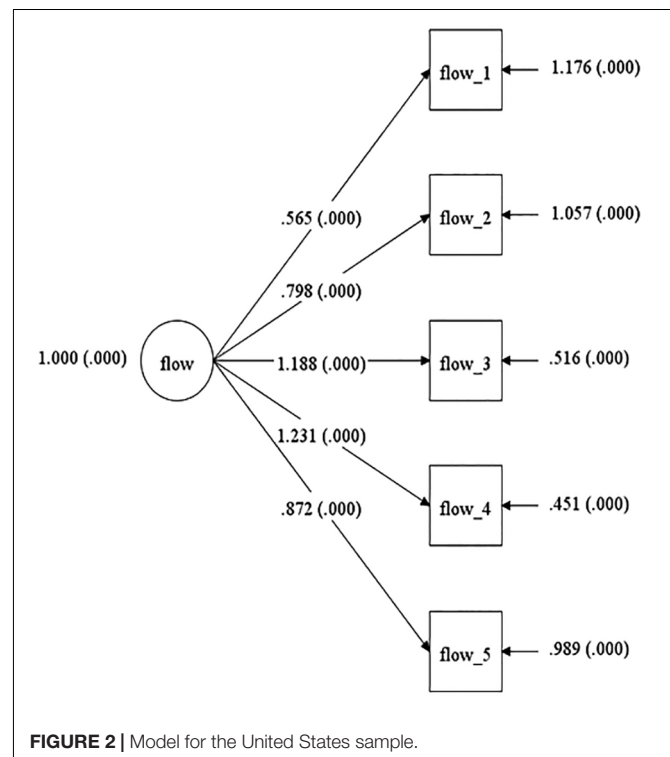 flow_1
1.176 (.000)
.565 (.000)
flow_2
1.057 (.000)
.798 (.000)
1.000 (.000)
flow
1.188 (.000)
flow_3
.516 (.000)
1.231 (.000)
flow_4
.451 (.000)
.872 (.000)
flow_5
.989 (.000)
FIGURE 2 | Model for the United States sample.